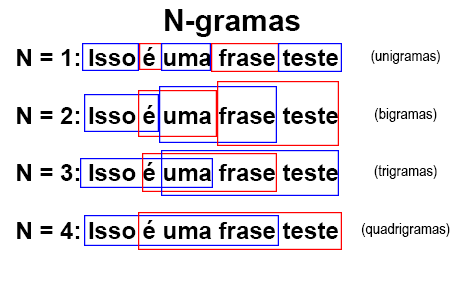 N-gramas
N = 1: Isso é uma frase teste (unigramas)
N = 2: Isso é uma frase teste (bigramas)
N = 3: Isso é uma frase teste (trigramas)
N = 4: Isso é uma frase teste (quadrigramas)